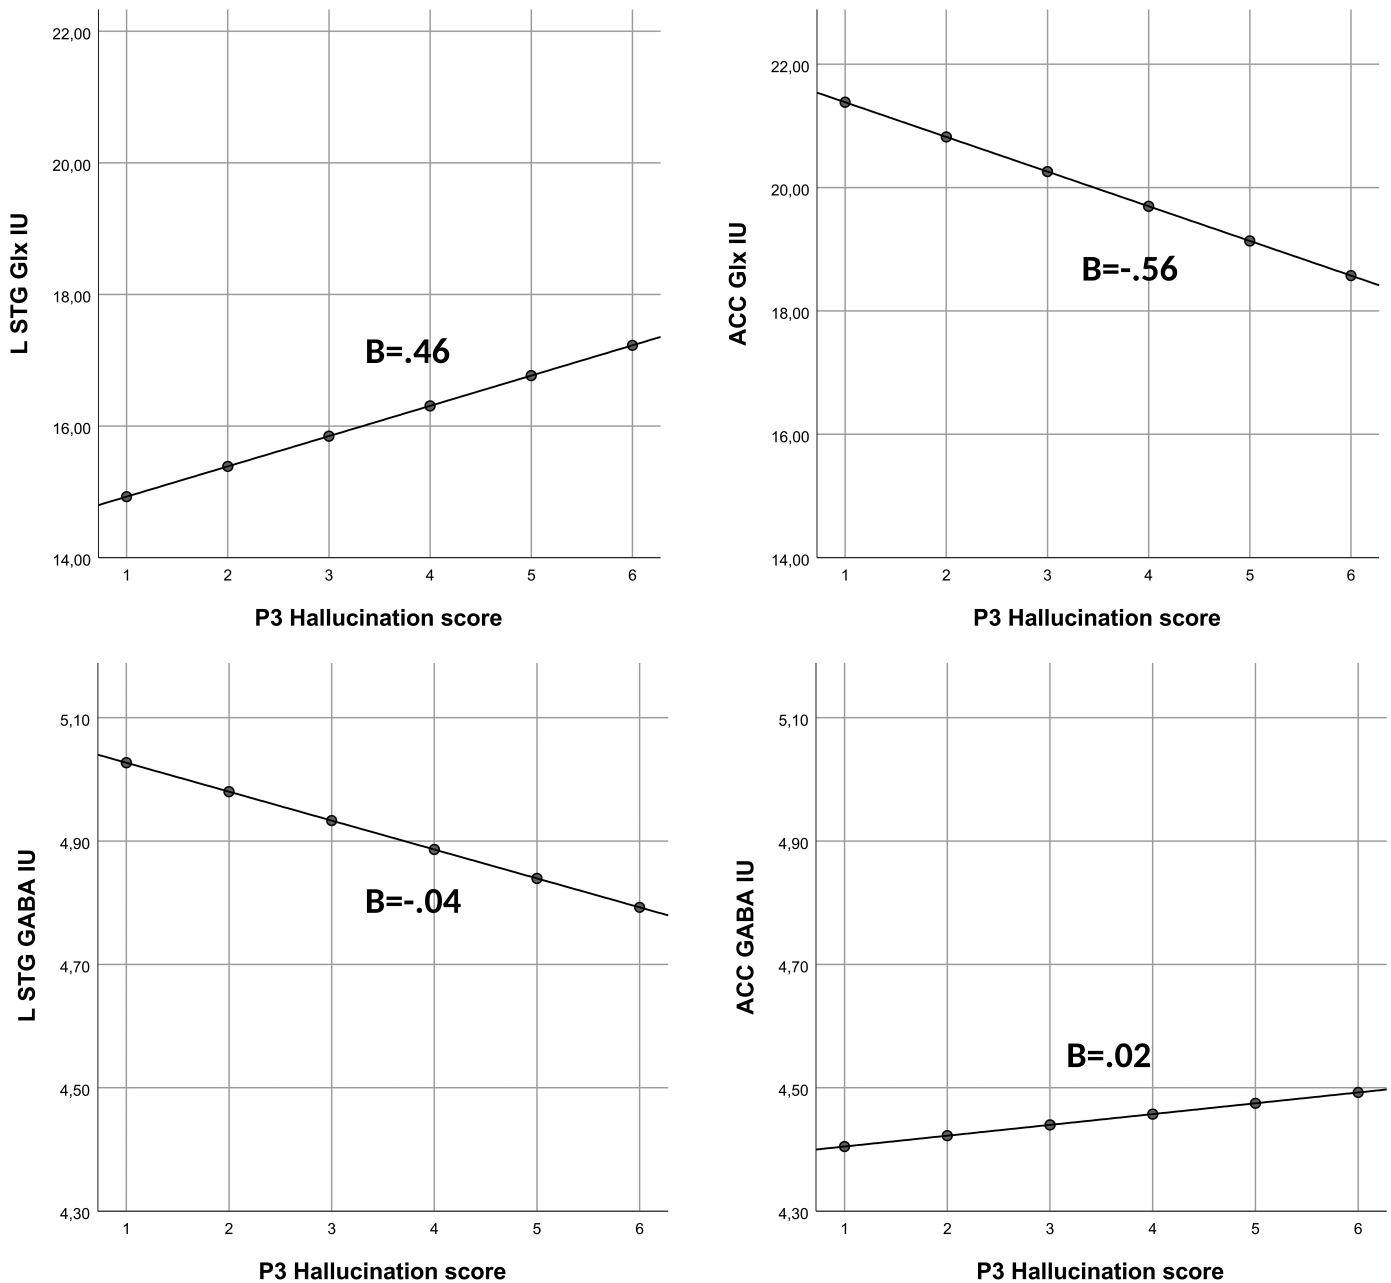 22,00
20,00
18,00
16,00
14,00
L STG Glx IU
B=.46
1 2 3 4 5 6
P3 Hallucination score
22,00
20,00
18,00
16,00
14,00
ACC Glx IU
B=-.56
1 2 3 4 5 6
P3 Hallucination score
5,10
4,90
4,70
4,50
4,30
L STG GABA IU
B=-.04
1 2 3 4 5 6
P3 Hallucination score
5,10
4,90
4,70
4,50
4,30
ACC GABA IU
B=.02
1 2 3 4 5 6
P3 Hallucination score